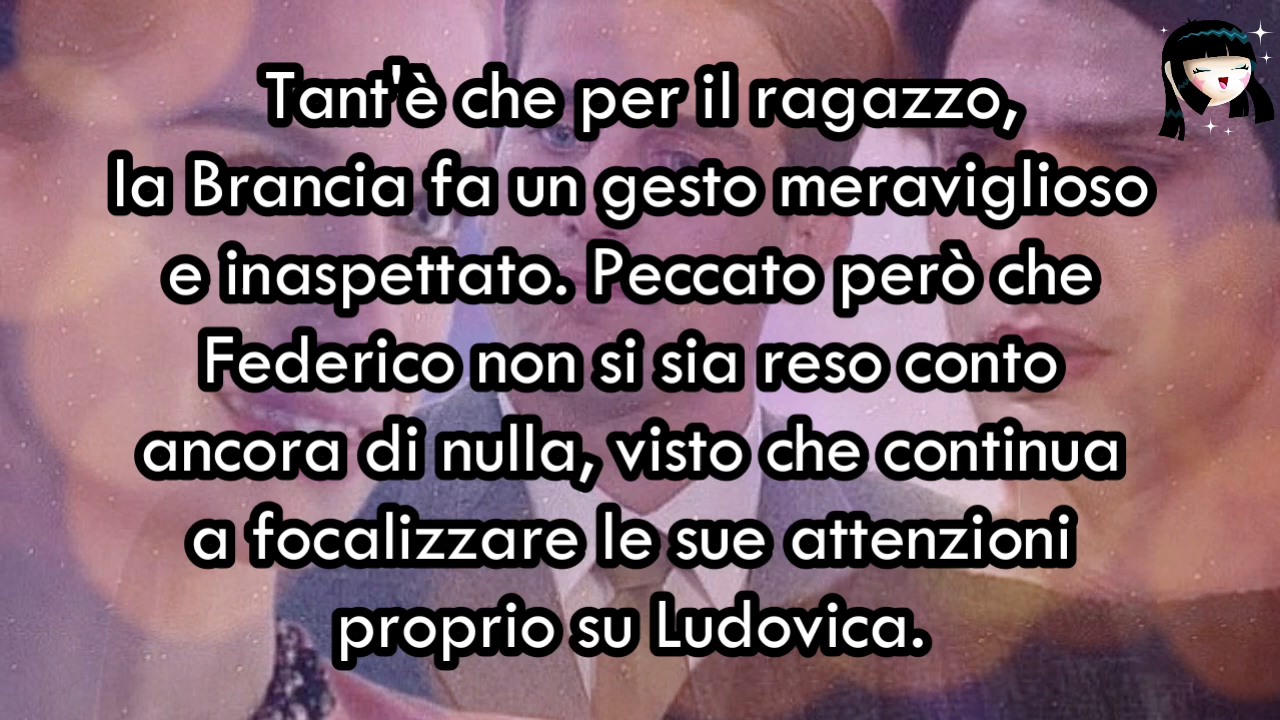 Tant'è che per il ragazzo,
la Brancia fa un gesto meraviglioso
e inaspettato. Peccato però che
Federico non si sia reso conto
ancora di nulla, visto che continua
a focalizzare le sue attenzioni
proprio su Ludovica.